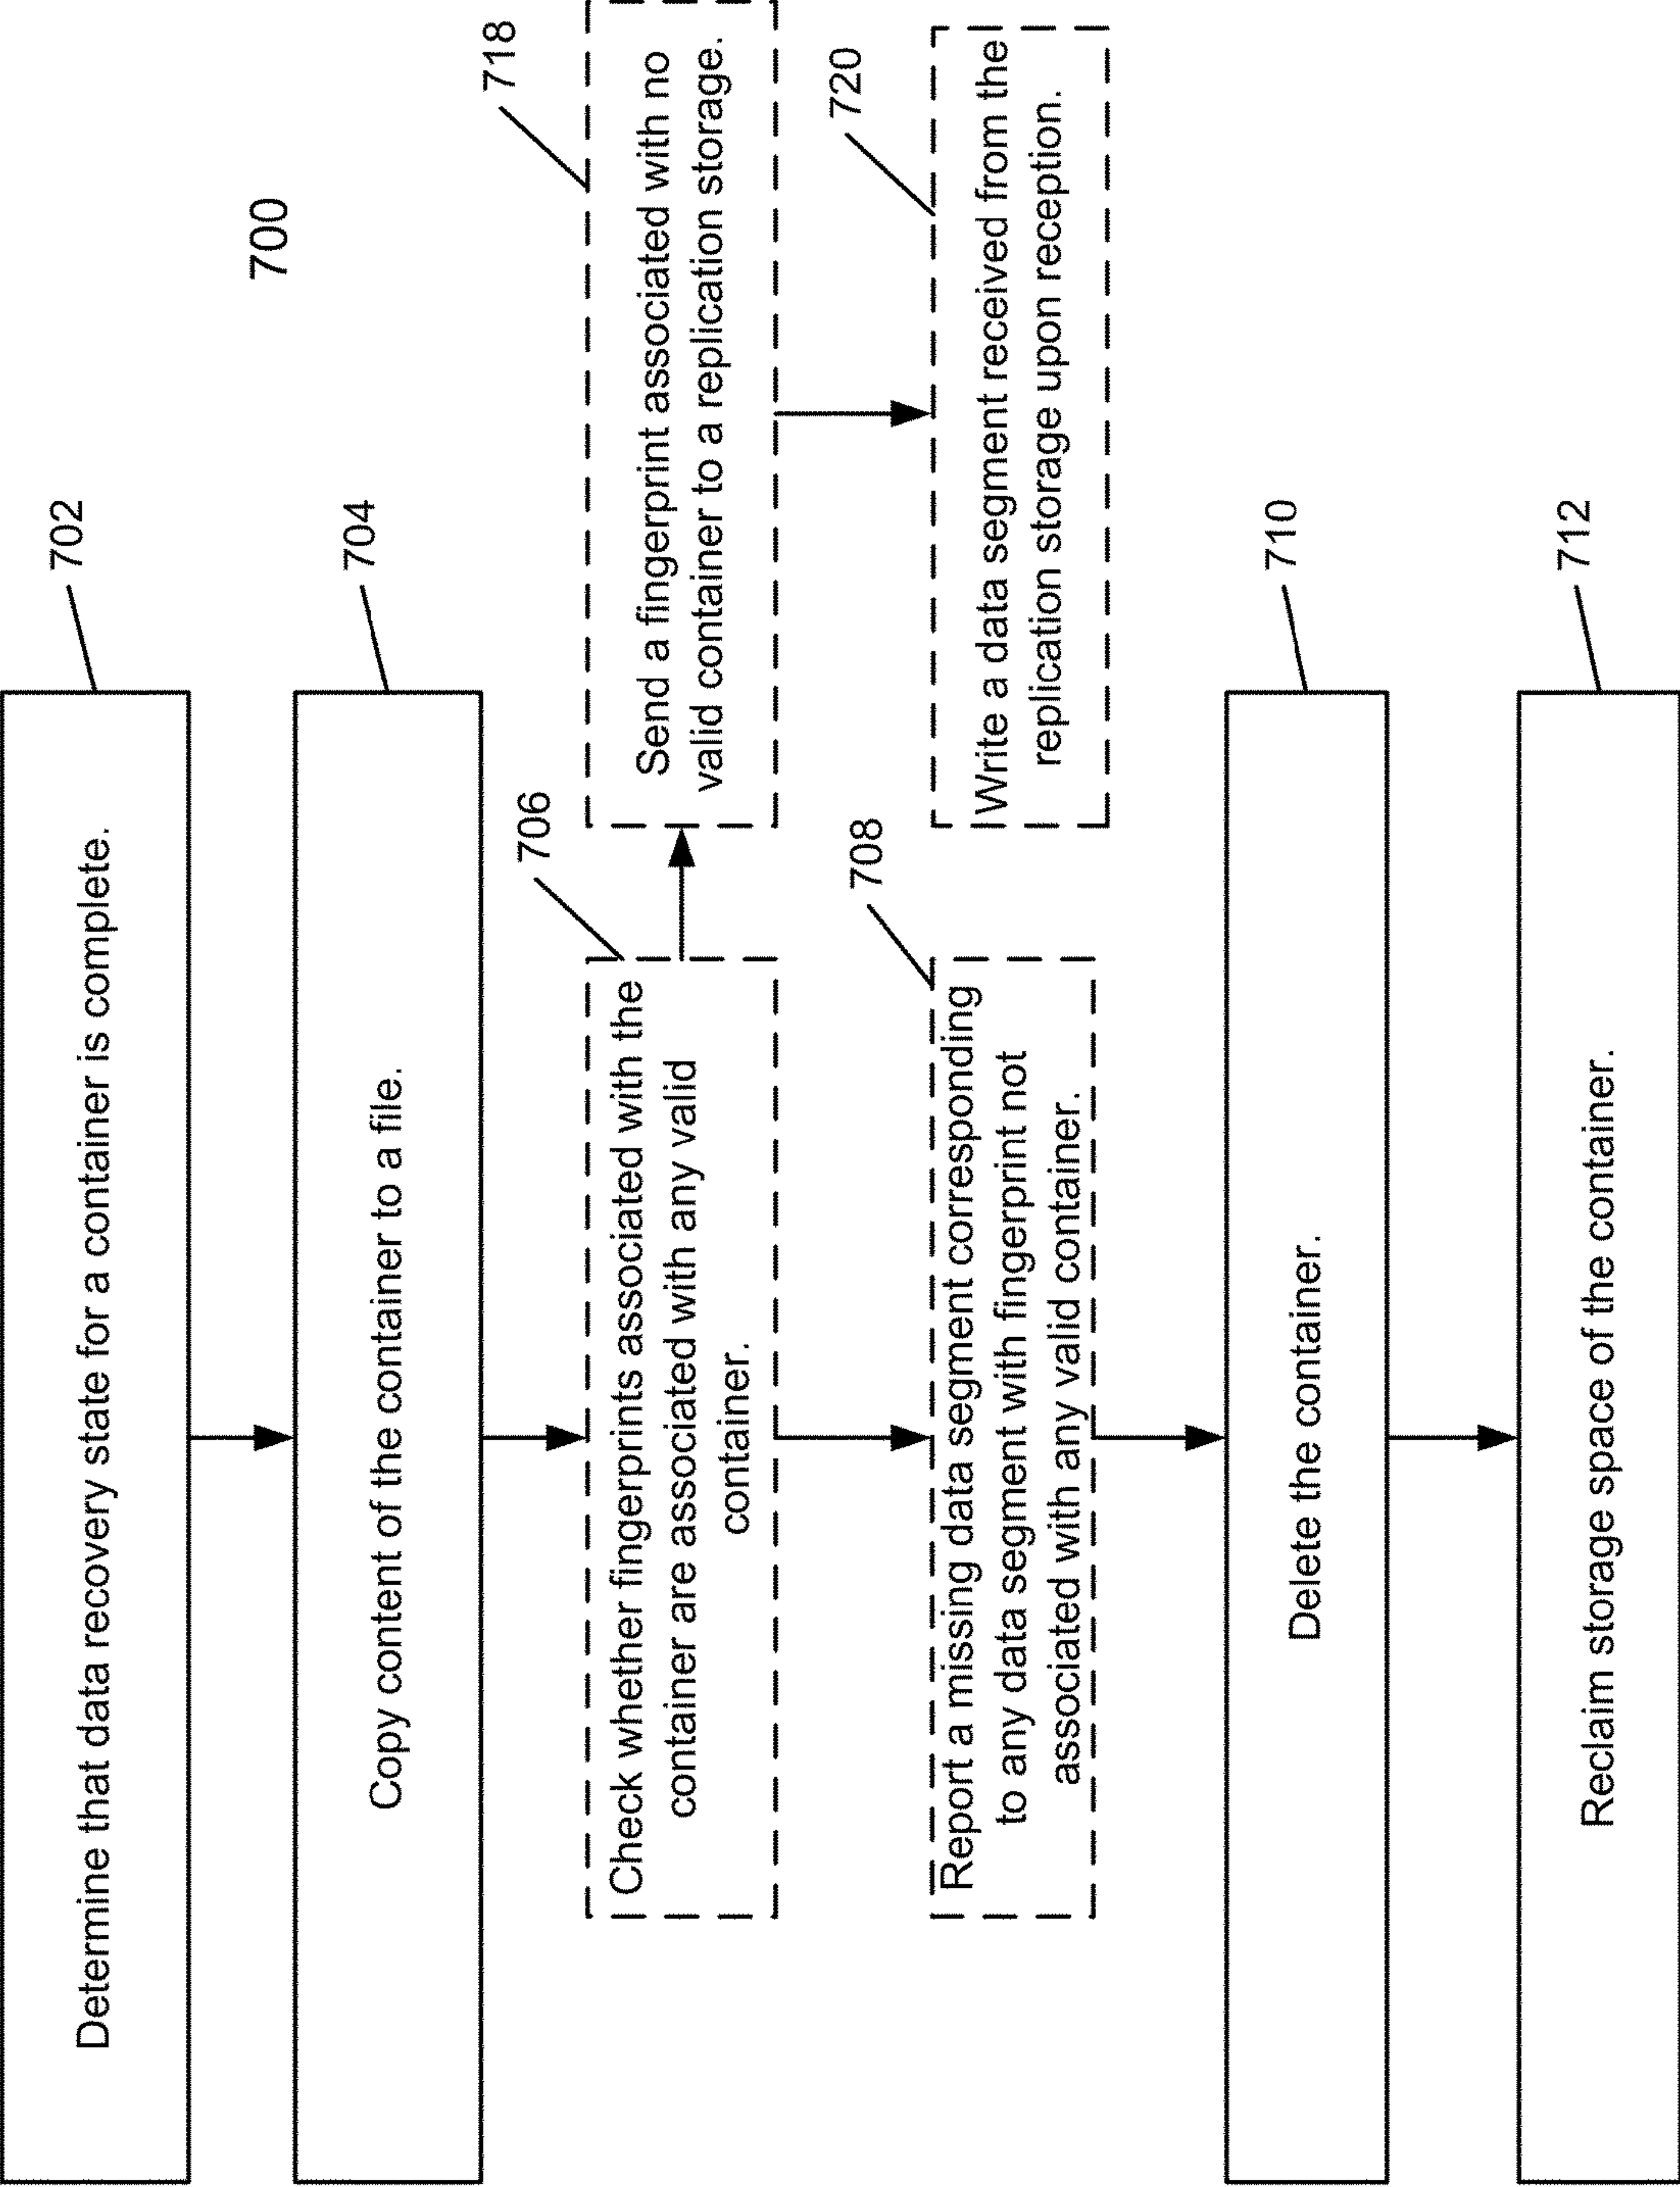 700
702
Determine that data recovery state for a container is complete.
704
Copy content of the container to a file.
706
Check whether fingerprints associated with the
container are associated with any valid
container.
718
Send a fingerprint associated with no
valid container to a replication storage.
708
Report a missing data segment corresponding
to any data segment with fingerprint not
associated with any valid container.
720
Write a data segment received from the
replication storage upon reception.
710
Delete the container.
712
Reclaim storage space of the container.